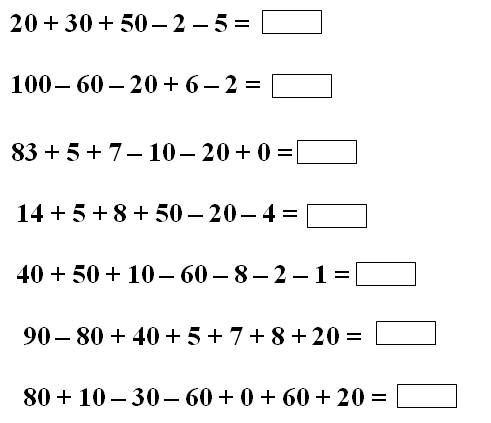 20 + 30 + 50 – 2 – 5 =
100 – 60 – 20 + 6 – 2 =
83 + 5 + 7 – 10 – 20 + 0 =
14 + 5 + 8 + 50 – 20 – 4 =
40 + 50 + 10 – 60 – 8 – 2 – 1 =
90 – 80 + 40 + 5 + 7 + 8 + 20 =
80 + 10 – 30 – 60 + 0 + 60 + 20 =